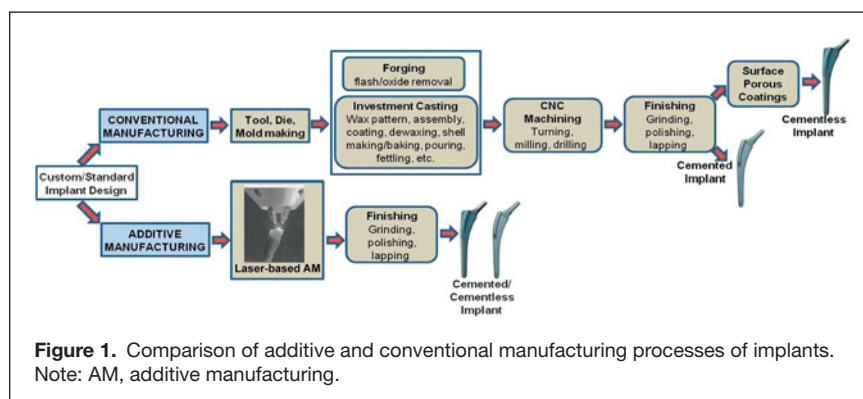 Custom/Standard
Implant Design
CONVENTIONAL
MANUFACTURING
Tool, Die,
Mold making
Forging
flash/oxide removal
Investment Casting
Wax pattern, assembly,
coating, dewaxing, shell
making/baking, pouring,
fettling, etc.
CNC
Machining
Turning,
milling, drilling
Finishing
Grinding,
polishing,
lapping
Surface
Porous
Coatings
Cementless
Implant
Cemented
Implant
ADDITIVE
MANUFACTURING
Laser-based AM
Finishing
Grinding,
polishing,
lapping
Cemented/
Cementless
Implant
Figure 1. Comparison of additive and conventional manufacturing processes of implants.
Note: AM, additive manufacturing.